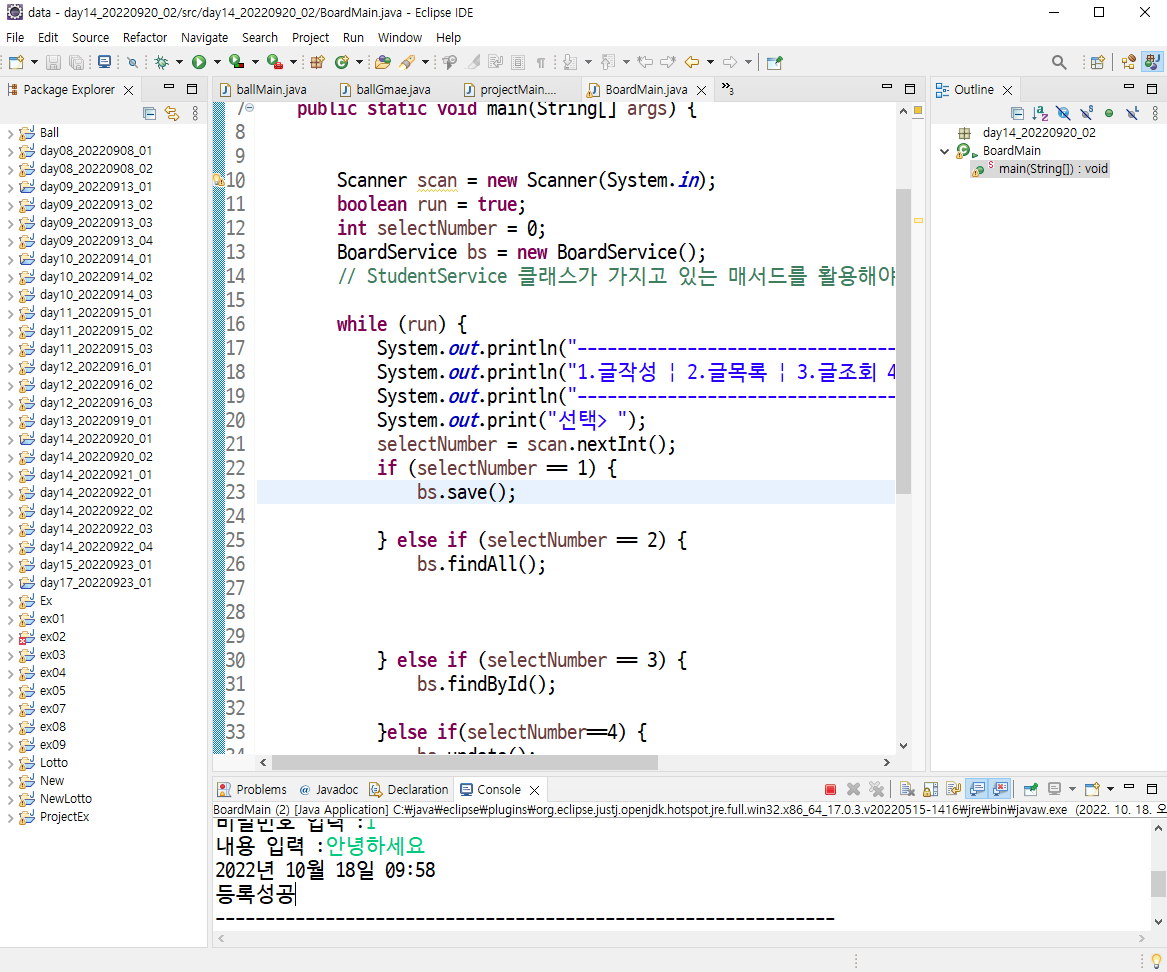 data - day14_20220920_02/src/day14_20220920_02/BoardMain.java - Eclipse IDE
File Edit Source Refactor Navigate Search Project Run Window Help
Package Explorer
Ball
day08_20220908_01
day08_20220908_02
day09_20220913_01
day09_20220913_02
day09_20220913_03
day09_20220913_04
day10_20220914_01
day10_20220914_02
day10_20220914_03
day11_20220915_01
day11_20220915_02
day11_20220915_03
day12_20220916_01
day12_20220916_02
day12_20220916_03
day13_20220919_01
day14_20220920_01
day14_20220920_02
day14_20220921_01
day14_20220922_01
day14_20220922_02
day14_20220922_03
day14_20220922_04
day15_20220923_01
day17_20220923_01
Ex
ex01
ex02
ex03
ex04
ex05
ex07
ex08
ex09
Lotto
New
NewLotto
ProjectEx
ballMain.java ballGmae.java projectMain.... BoardMain.java »3
7 public static void main(String[] args) {
8
9
10 Scanner scan = new Scanner(System.in);
11 boolean run = true;
12 int selectNumber = 0;
13 BoardService bs = new BoardService();
14 // StudentService 클래스가 가지고 있는 매서드를 활용해야
15
16 while (run) {
17 System.out.println("--------------------------------
18 System.out.println("1.글작성 ¦ 2.글목록 ¦ 3.글조회 4
19 System.out.println("--------------------------------
20 System.out.print("선택> ");
21 selectNumber = scan.nextInt();
22 if (selectNumber == 1) {
23 bs.save();
24
25 } else if (selectNumber == 2) {
26 bs.findAll();
27
28
29
30 } else if (selectNumber == 3) {
31 bs.findById();
32
33 }else if(selectNumber==4) {
34 bs.update();
Outline
day14_20220920_02
BoardMain
S main(String[]) : void
Problems @ Javadoc Declaration Console
BoardMain (2) [Java Application] C:₩java₩eclipse₩plugins₩org.eclipse.justj.openjdk.hotspot.jre.full.win32.x86_64_17.0.3.v20220515-1416₩jre₩bin₩javaw.exe (2022. 10. 18. 오
비밀번호 입력 :1
내용 입력 :안녕하세요
2022년 10월 18일 09:58
등록성공
--------------------------------------------------------------